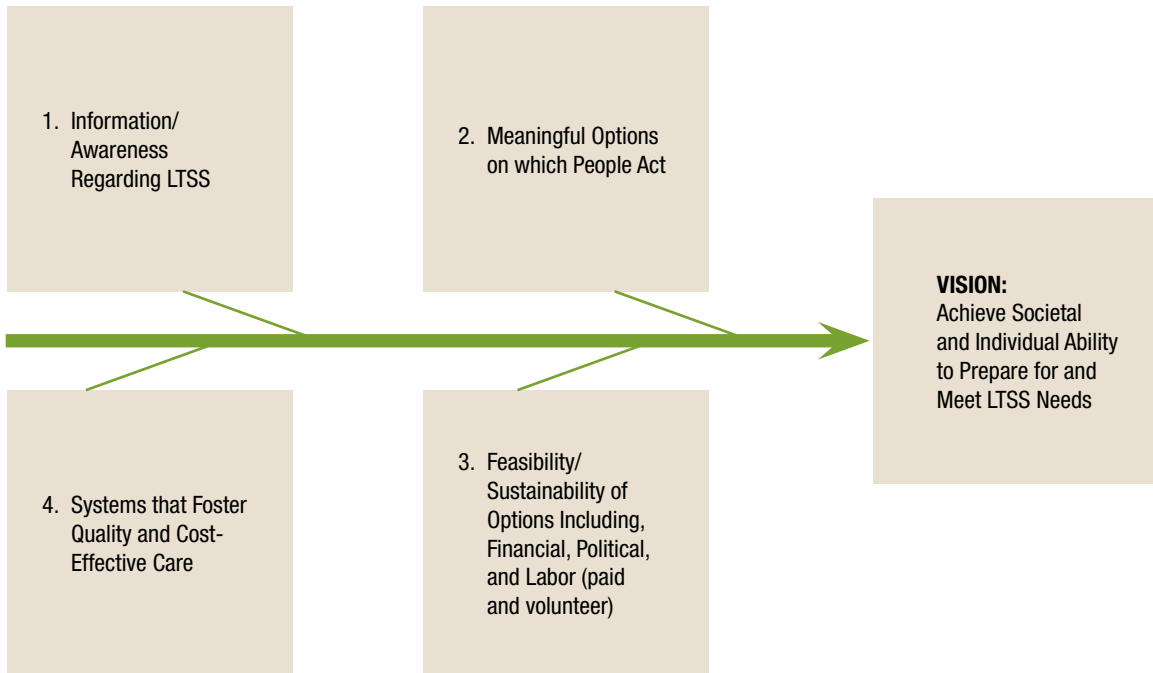 1. Information/
Awareness
Regarding LTSS
2. Meaningful Options
on which People Act
VISION:
Achieve Societal
and Individual Ability
to Prepare for and
Meet LTSS Needs
4. Systems that Foster
Quality and Cost-
Effective Care
3. Feasibility/
Sustainability of
Options Including,
Financial, Political,
and Labor (paid
and volunteer)